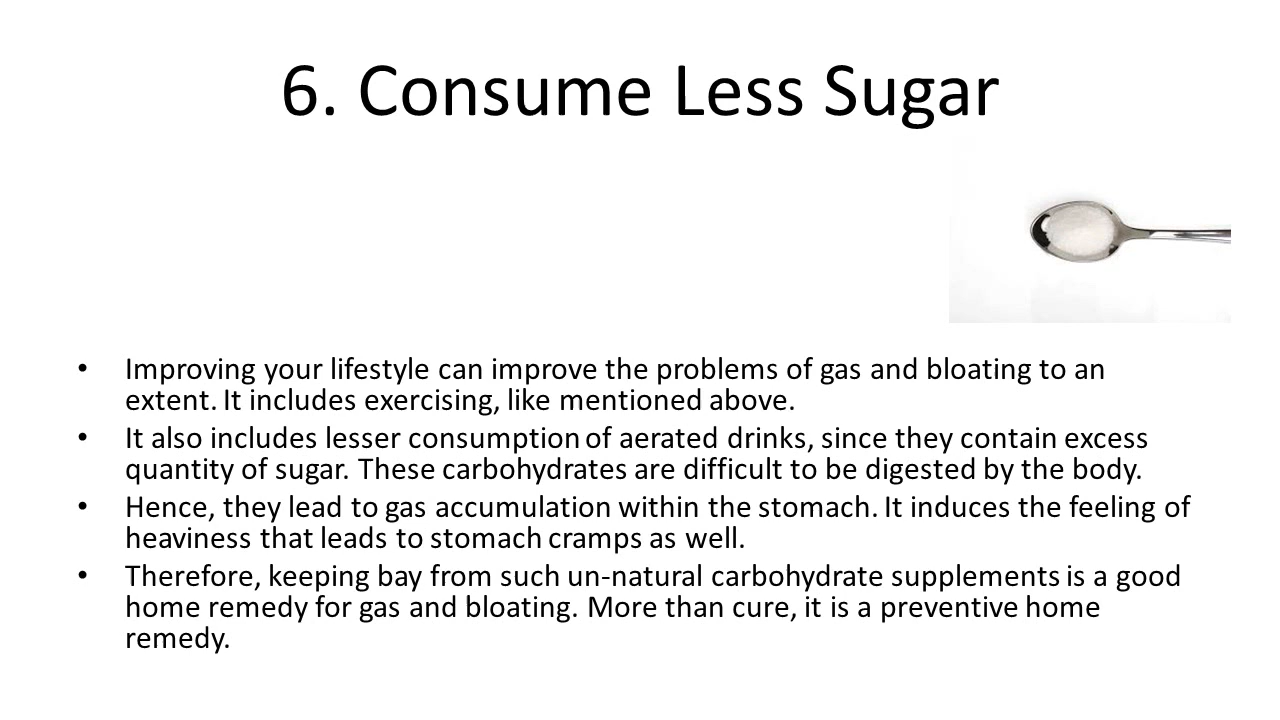 6. Consume Less Sugar
• Improving your lifestyle can improve the problems of gas and bloating to an
extent. It includes exercising, like mentioned above.
• It also includes lesser consumption of aerated drinks, since they contain excess
quantity of sugar. These carbohydrates are difficult to be digested by the body.
• Hence, they lead to gas accumulation within the stomach. It induces the feeling of
heaviness that leads to stomach cramps as well.
• Therefore, keeping bay from such un-natural carbohydrate supplements is a good
home remedy for gas and bloating. More than cure, it is a preventive home
remedy.